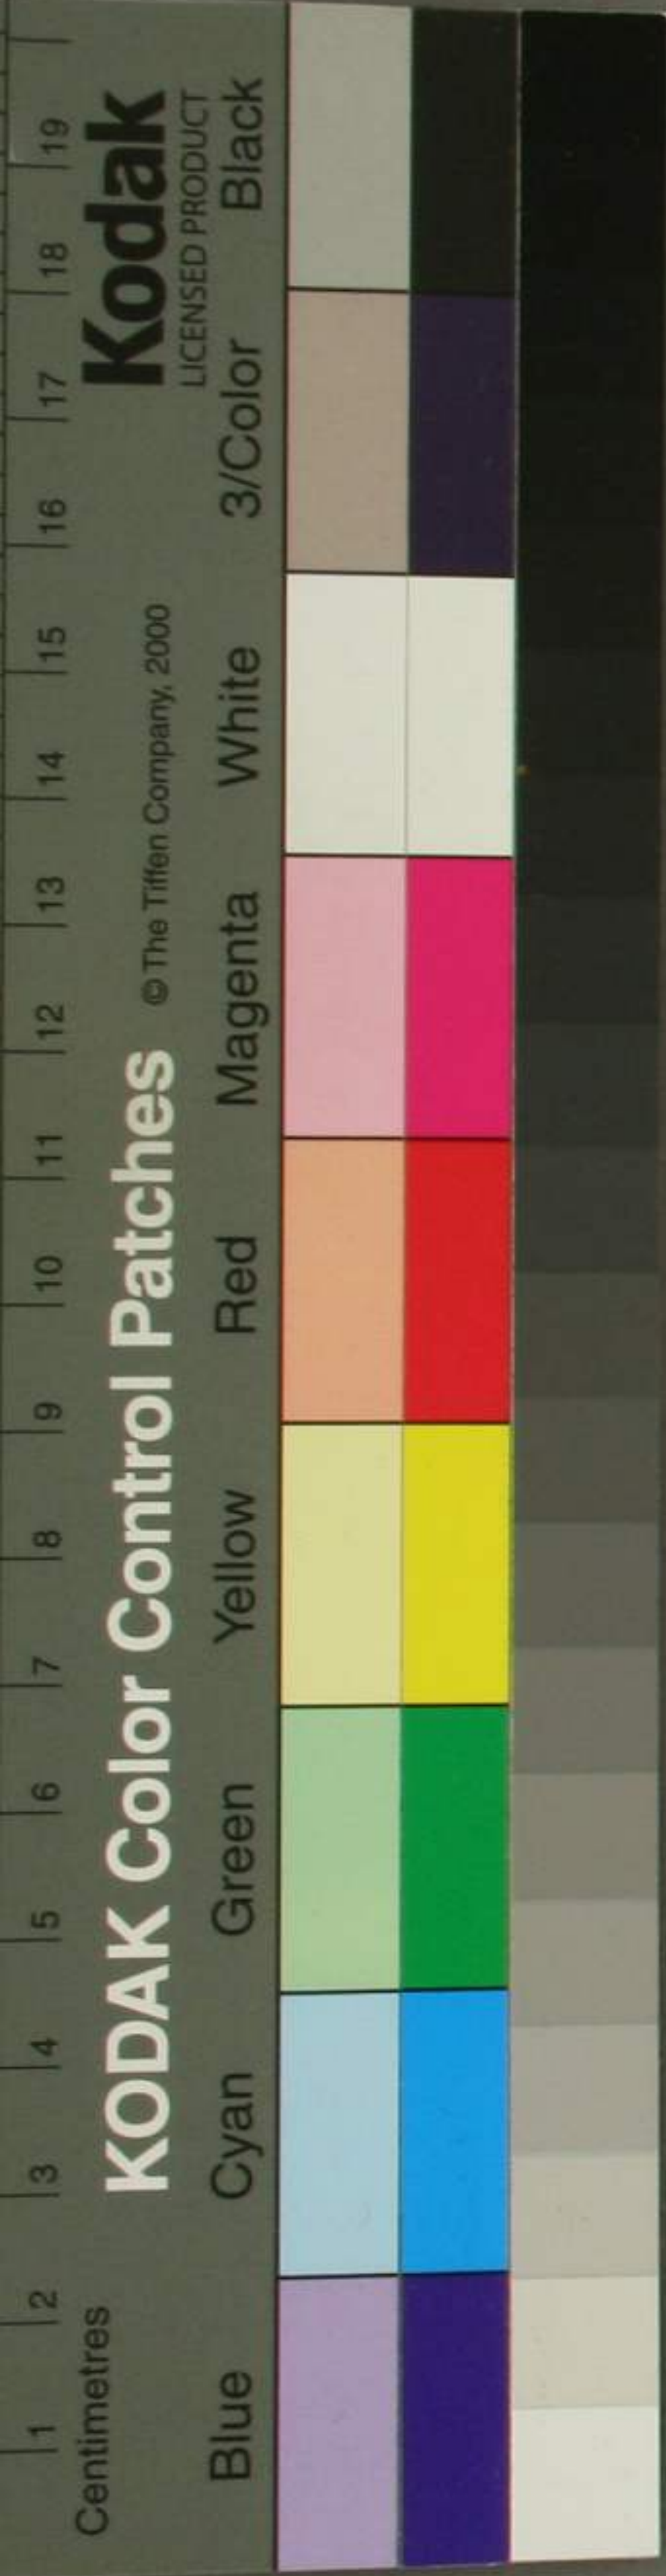 Centimetres
1 2 3 4 5 6 7 8 9 10 11 12 13 14 15 16 17 18 19
KODAK Color Control Patches © The Tiffen Company, 2000 Kodak
LICENSED PRODUCT
Blue Cyan Green Yellow Red Magenta White 3/Color Black